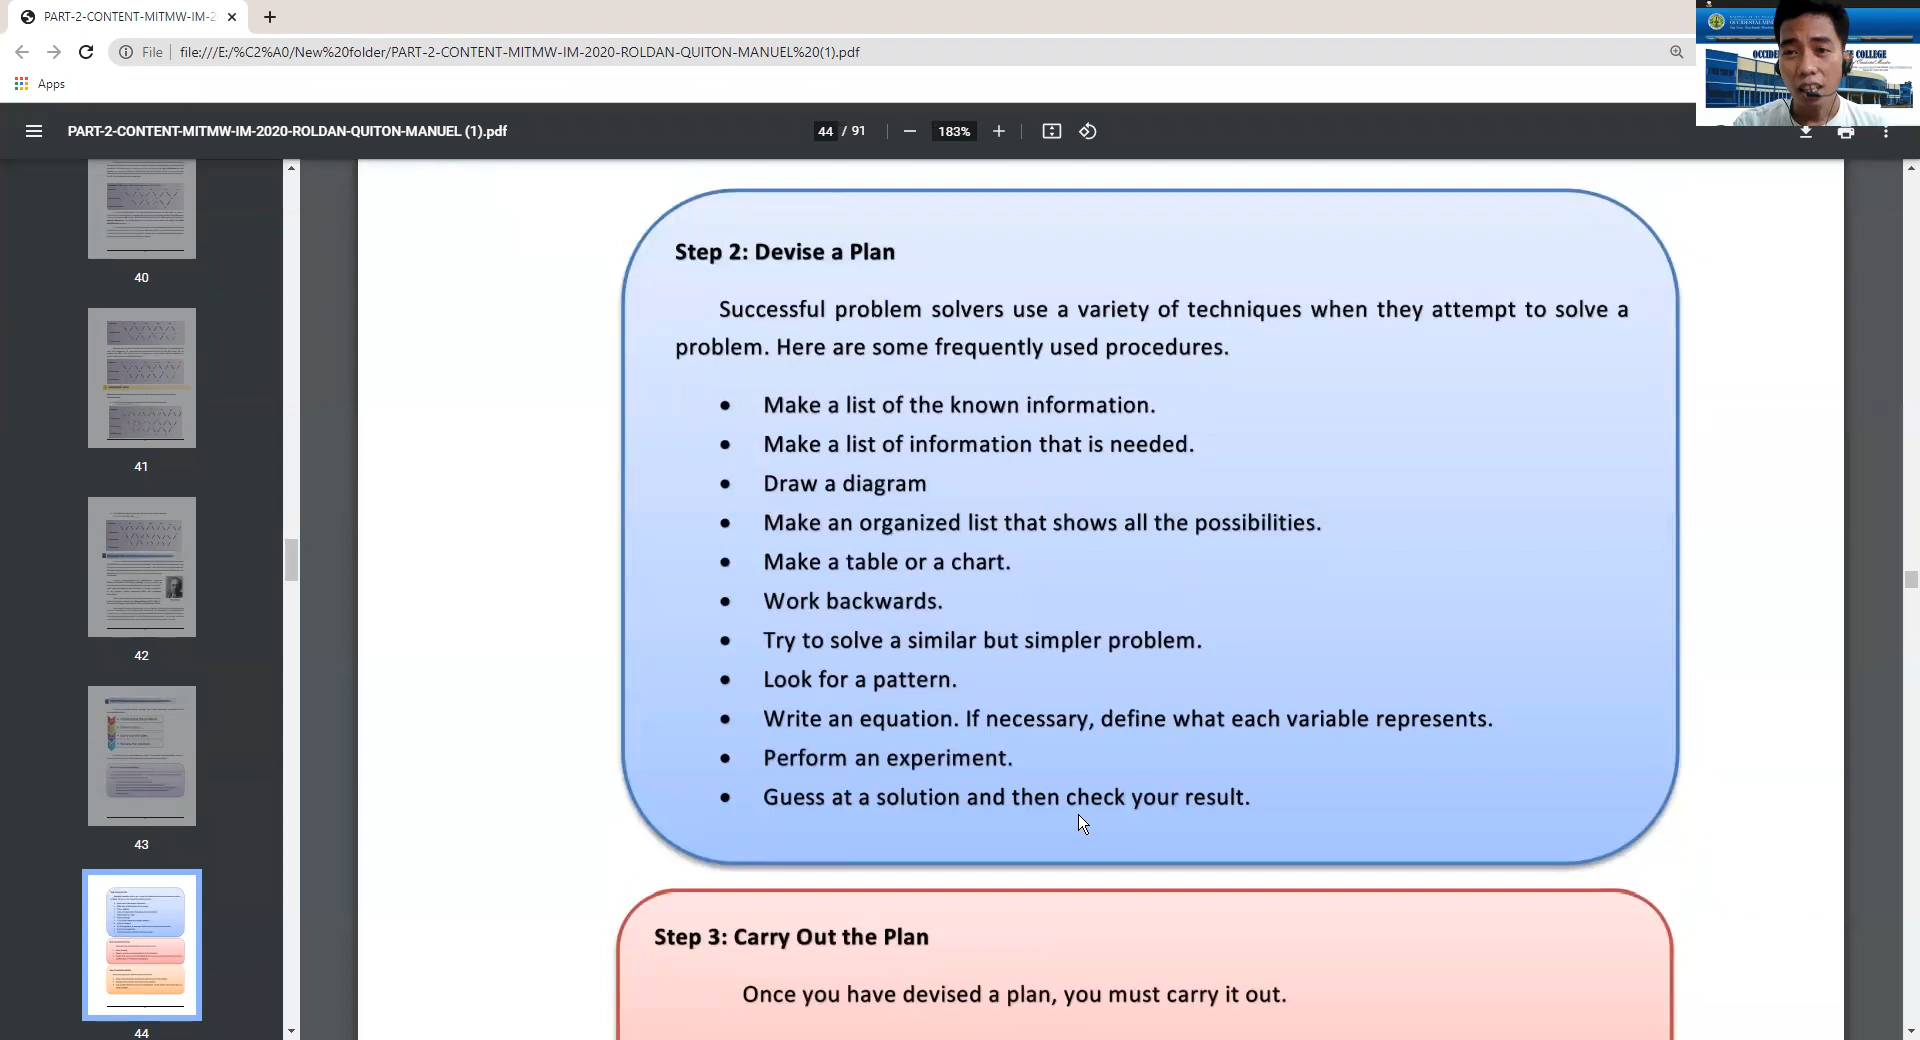 PART-2-CONTENT-MITMW-IM-2
File
file:///E:/%C2%A0/New%20folder/PART-2-CONTENT-MITMW-IM-2020-ROLDAN-QUITON-MANUEL%20(1).pdf
Apps
PART-2-CONTENT-MITMW-IM-2020-ROLDAN-QUITON-MANUEL (1).pdf
44 / 91
183%
40
41
42
43
44
Step 2: Devise a Plan
Successful problem solvers use a variety of techniques when they attempt to solve a
problem. Here are some frequently used procedures.
• Make a list of the known information.
• Make a list of information that is needed.
• Draw a diagram
• Make an organized list that shows all the possibilities.
• Make a table or a chart.
• Work backwards.
• Try to solve a similar but simpler problem.
• Look for a pattern.
• Write an equation. If necessary, define what each variable represents.
• Perform an experiment.
• Guess at a solution and then check your result.
Step 3: Carry Out the Plan
Once you have devised a plan, you must carry it out.